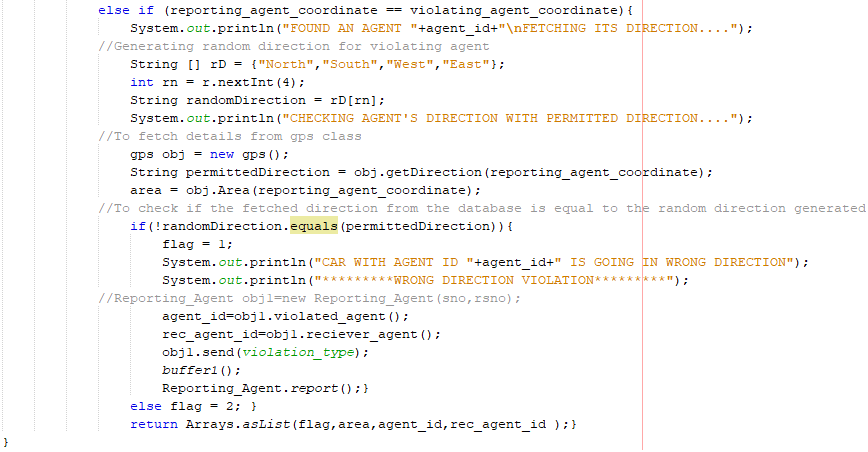 else if (reporting_agent_coordinate == violating_agent_coordinate){
System.out.println("FOUND AN AGENT "+agent_id+"\nFETCHING ITS DIRECTION....");
//Generating random direction for violating agent
String [] rD = {"North","South","West","East"};
int rn = r.nextInt(4);
String randomDirection = rD[rn];
System.out.println("CHECKING AGENT'S DIRECTION WITH PERMITTED DIRECTION....");
//To fetch details from gps class
gps obj = new gps();
String permittedDirection = obj.getDirection(reporting_agent_coordinate);
area = obj.Area(reporting_agent_coordinate);
//To check if the fetched direction from the database is equal to the random direction generated
if(!randomDirection.equals(permittedDirection)){
flag = 1;
System.out.println("CAR WITH AGENT ID "+agent_id+" IS GOING IN WRONG DIRECTION");
System.out.println("*********WRONG DIRECTION VIOLATION*********");
//Reporting_Agent obj1=new Reporting_Agent(sno,rsno);
agent_id=obj1.violated_agent();
rec_agent_id=obj1.reciever_agent();
obj1.send(violation_type);
buffer1();
Reporting_Agent.report();}
else flag = 2; }
return Arrays.asList(flag,area,agent_id,rec_agent_id );}
}